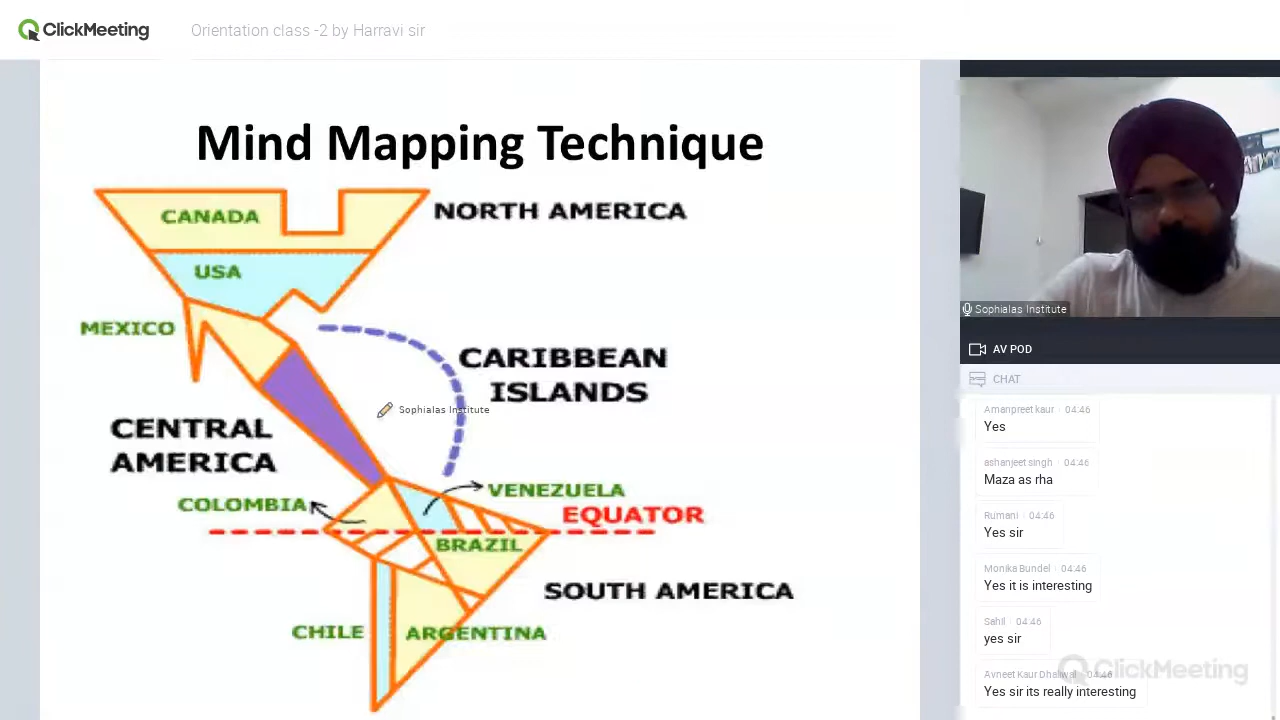 ClickMeeting
Orientation class -2 by Harravi sir
Mind Mapping Technique
CANADA
NORTH AMERICA
USA
MEXICO
CARIBBEAN
ISLANDS
Sophialas Institute
CENTRAL
AMERICA
COLOMBIA
VENEZUELA
EQUATOR
BRAZIL
SOUTH AMERICA
CHILE
ARGENTINA
Sophialas Institute
AV POD
CHAT
Amanpreet kaur 04:46
Yes
ashanjeet singh 04:46
Maza as rha
Rumani 04:46
Yes sir
Monika Bundel 04:46
Yes it is interesting
Sahil 04:46
yes sir
Avneet Kaur Dhaliwal 04:46
Yes sir its really interesting
ClickMeeting